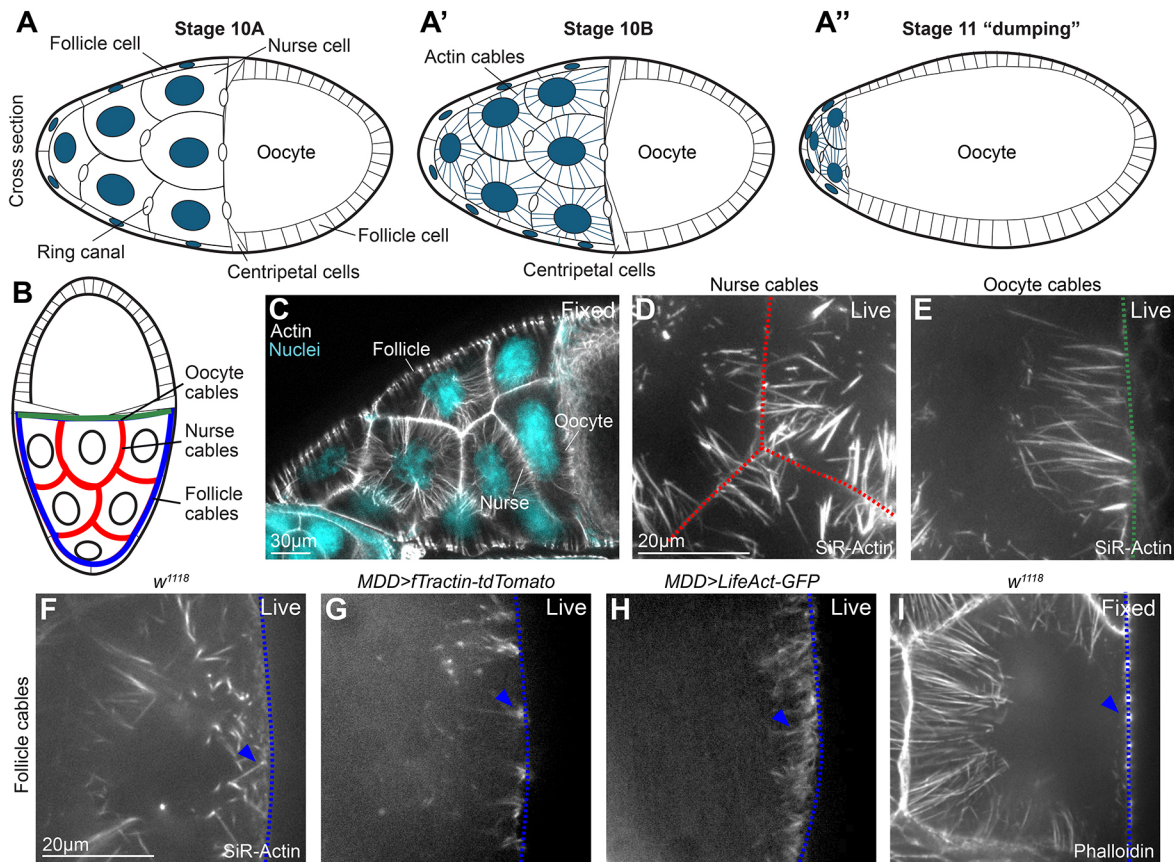 A Stage 10A
Follicle cell
Nurse cell
Oocyte
Cross section
Ring canal
Follicle cell
Centripetal cells
A' Stage 10B
Actin cables
Oocyte
Centripetal cells
A'' Stage 11 “dumping”
Oocyte
B
Oocyte
cables
Nurse
cables
Follicle
cables
C Fixed
Actin
Nuclei
Follicle
Oocyte
Nurse
30μm
Nurse cables
D Live
20μm SiR-Actin
Oocyte cables
E Live
SiR-Actin
Follicle cables
w1118
F Live
20μm SiR-Actin
MDD>fTractin-tdTomato
G Live
MDD>LifeAct-GFP
H Live
w1118
I Fixed
Phalloidin